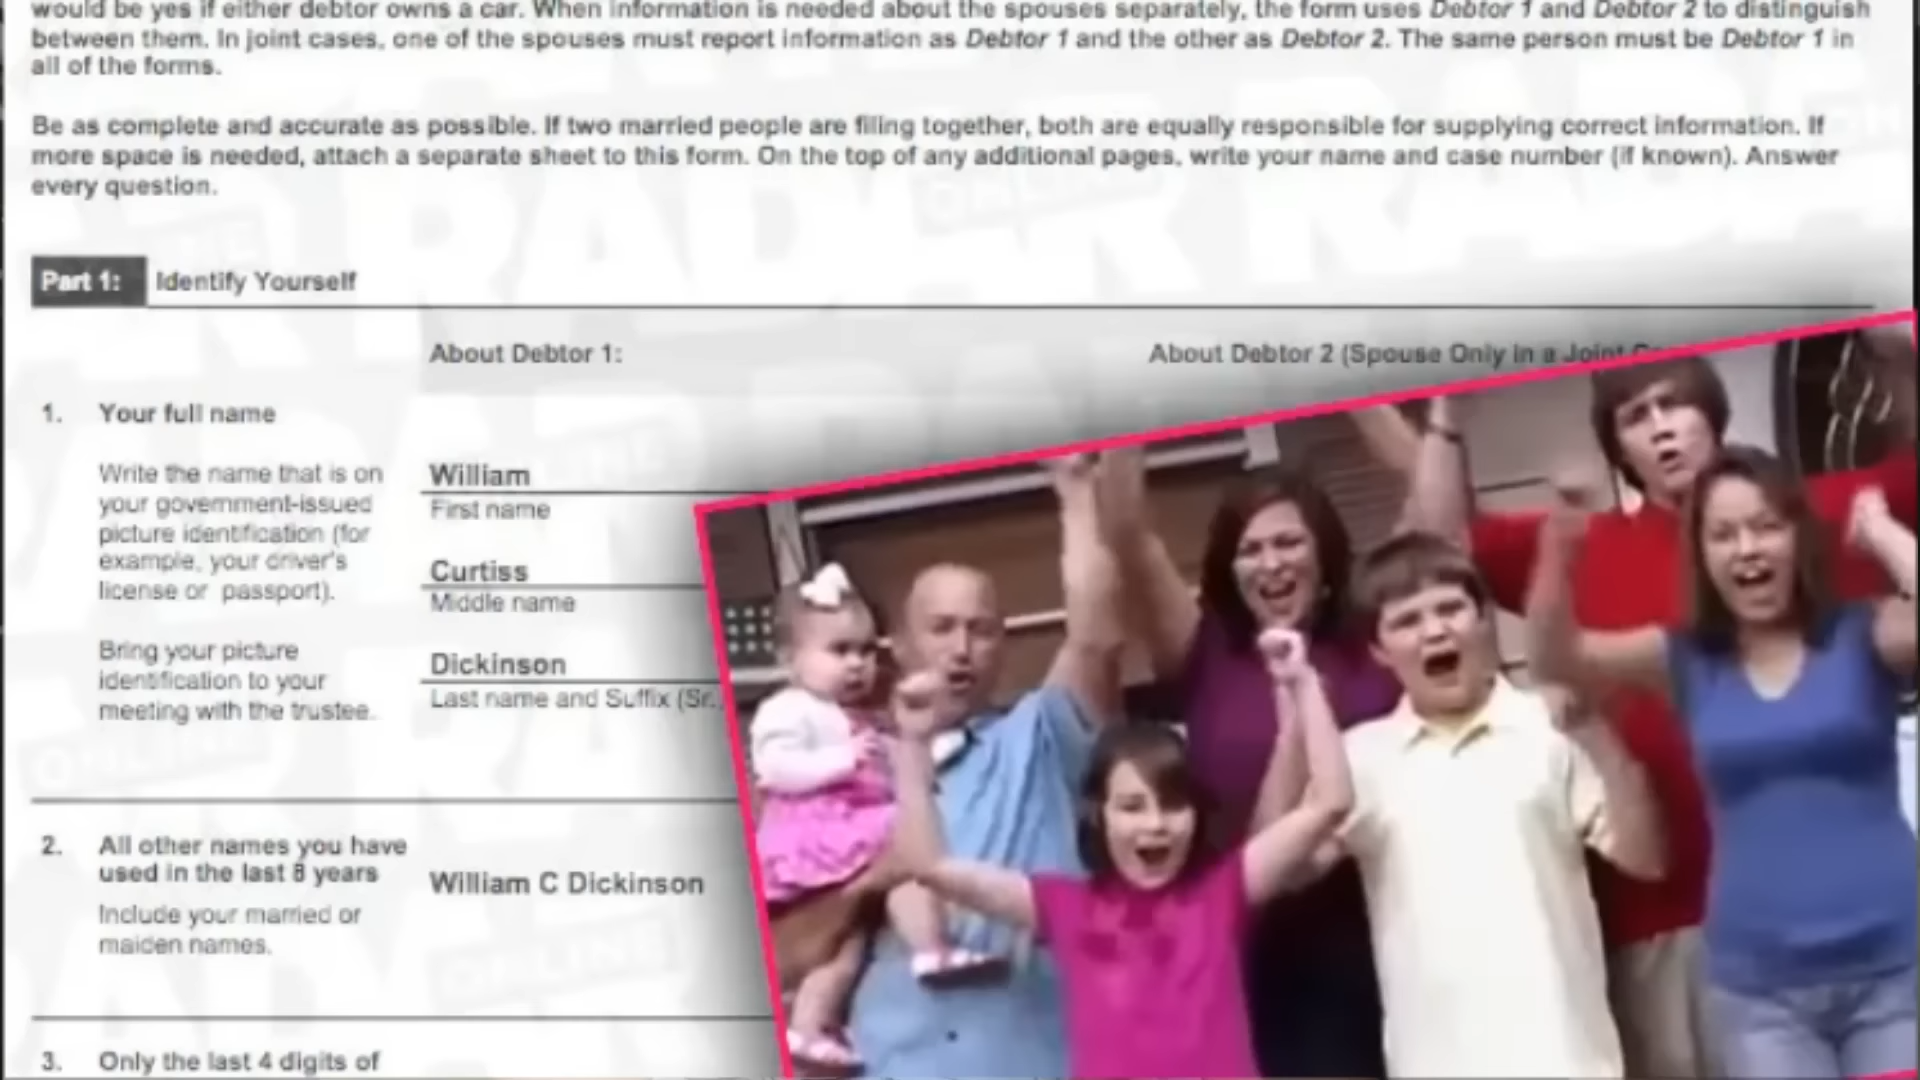 would be yes if either debtor owns a car. When information is needed about the spouses separately, the form uses Debtor 1 and Debtor 2 to distinguish
between them. In joint cases, one of the spouses must report information as Debtor 1 and the other as Debtor 2. The same person must be Debtor 1 in
all of the forms.
Be as complete and accurate as possible. If two married people are filing together, both are equally responsible for supplying correct information. If
more space is needed, attach a separate sheet to this form. On the top of any additional pages, write your name and case number (if known). Answer
every question.
Part 1: Identify Yourself
About Debtor 1:
About Debtor 2 (Spouse Only in a Joint
1. Your full name
Write the name that is on
your government-issued
picture identification (for
example, your driver's
license or passport).
Bring your picture
identification to your
meeting with the trustee.
William
First name
Curtiss
Middle name
Dickinson
Last name and Suffix (Sr.,
2. All other names you have
used in the last 8 years
Include your married or
maiden names.
William C Dickinson
3. Only the last 4 digits of
RADAR
ONLINE